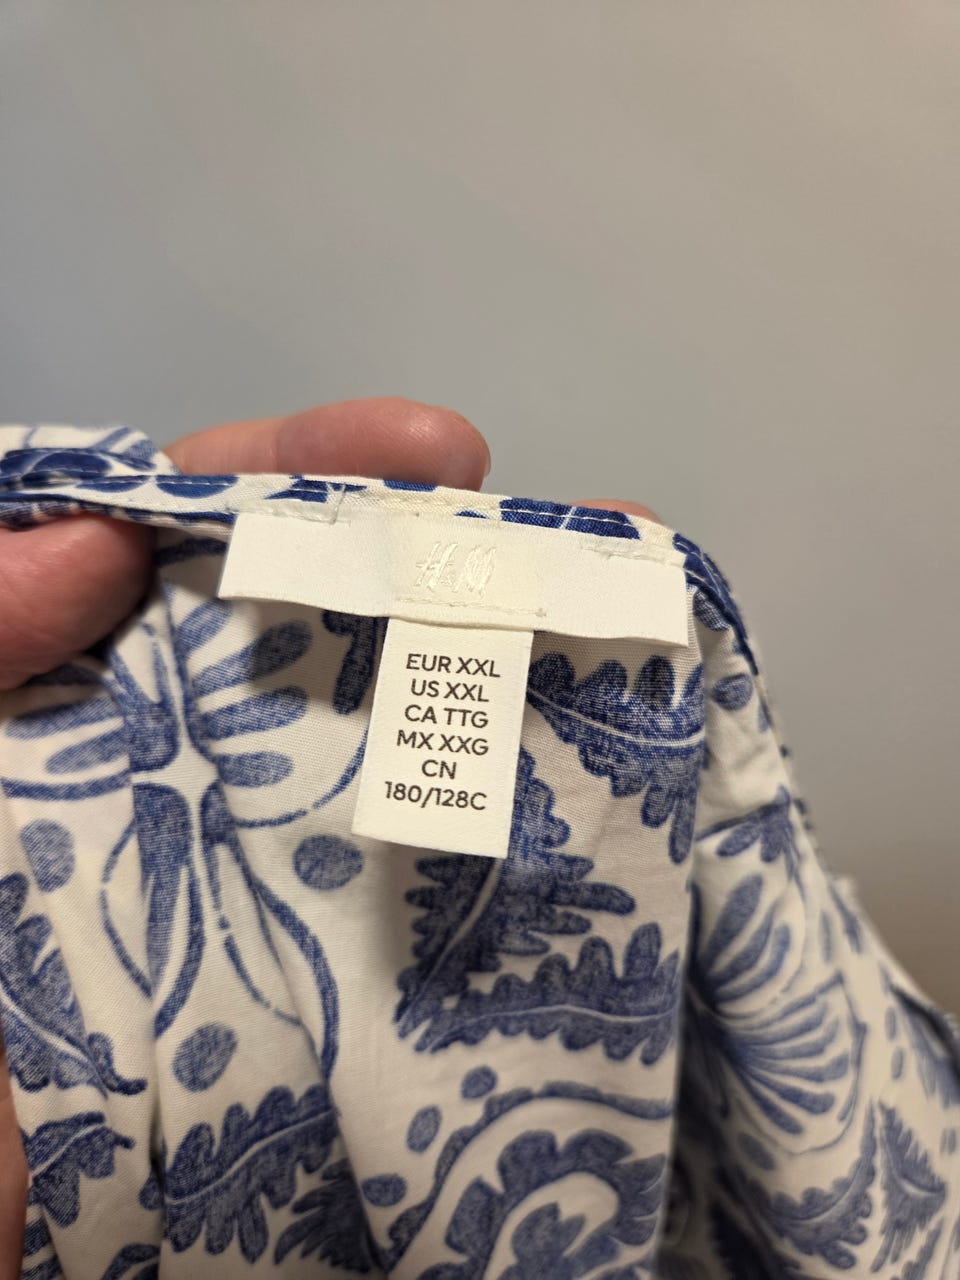 H&M
EUR XXL
US XXL
CA TTG
MX XXG
CN
180/128C